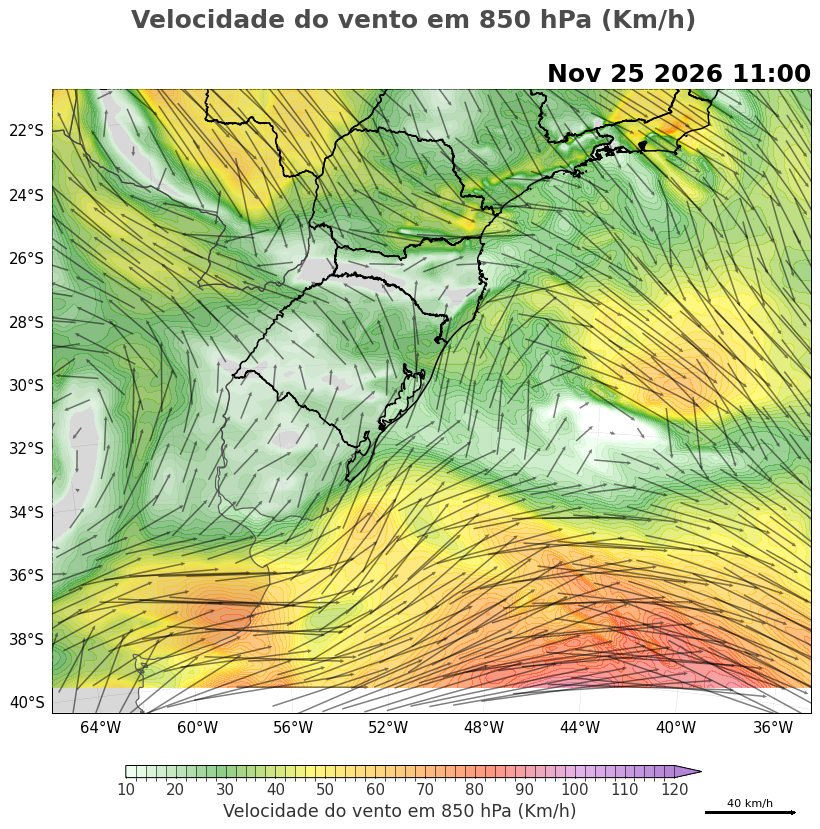 Velocidade do vento em 850 hPa (Km/h)
Nov 25 2026 11:00
22°S
24°S
26°S
28°S
30°S
32°S
34°S
36°S
38°S
40°S
64°W 60°W 56°W 52°W 48°W 44°W 40°W 36°W
10 20 30 40 50 60 70 80 90 100 110 120
Velocidade do vento em 850 hPa (Km/h)
40 km/h